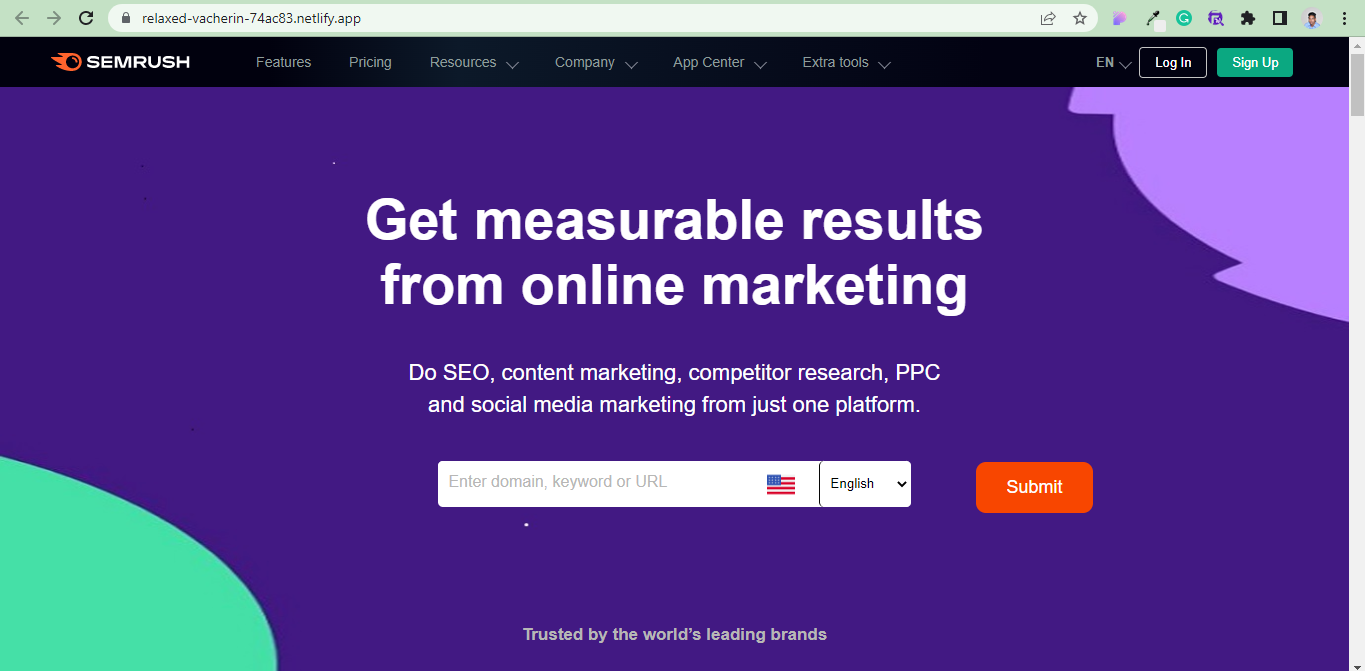 relaxed-vacherin-74ac83.netlify.app
SEMRUSH Features Pricing Resources Company App Center Extra tools EN Log In Sign Up
Get measurable results
from online marketing
Do SEO, content marketing, competitor research, PPC
and social media marketing from just one platform.
Enter domain, keyword or URL English Submit
Trusted by the world’s leading brands